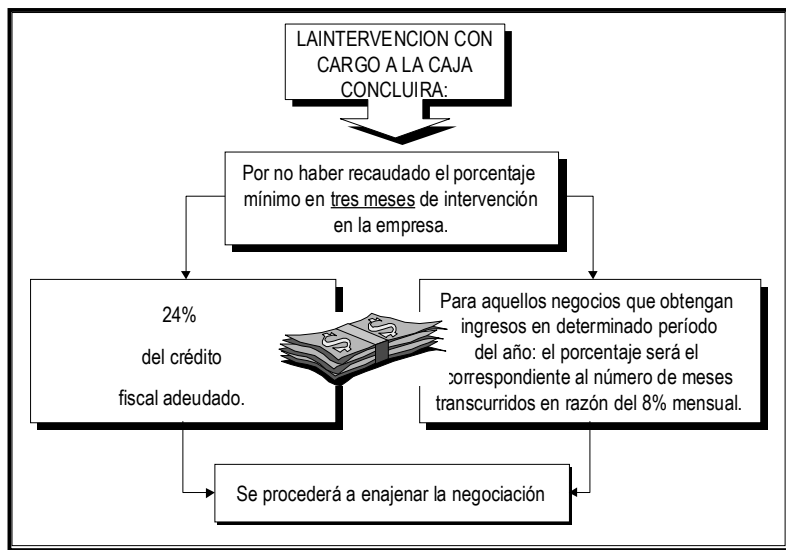 LAINTERVENCION CON
CARGO A LA CAJA
CONCLUIRA:
Por no haber recaudado el porcentaje
mínimo en tres meses de intervención
en la empresa.
24%
del crédito
fiscal adeudado.
Para aquellos negocios que obtengan
ingresos en determinado período
del año: el porcentaje será el
correspondiente al número de meses
transcurridos en razón del 8% mensual.
$ $
Se procederá a enajenar la negociación